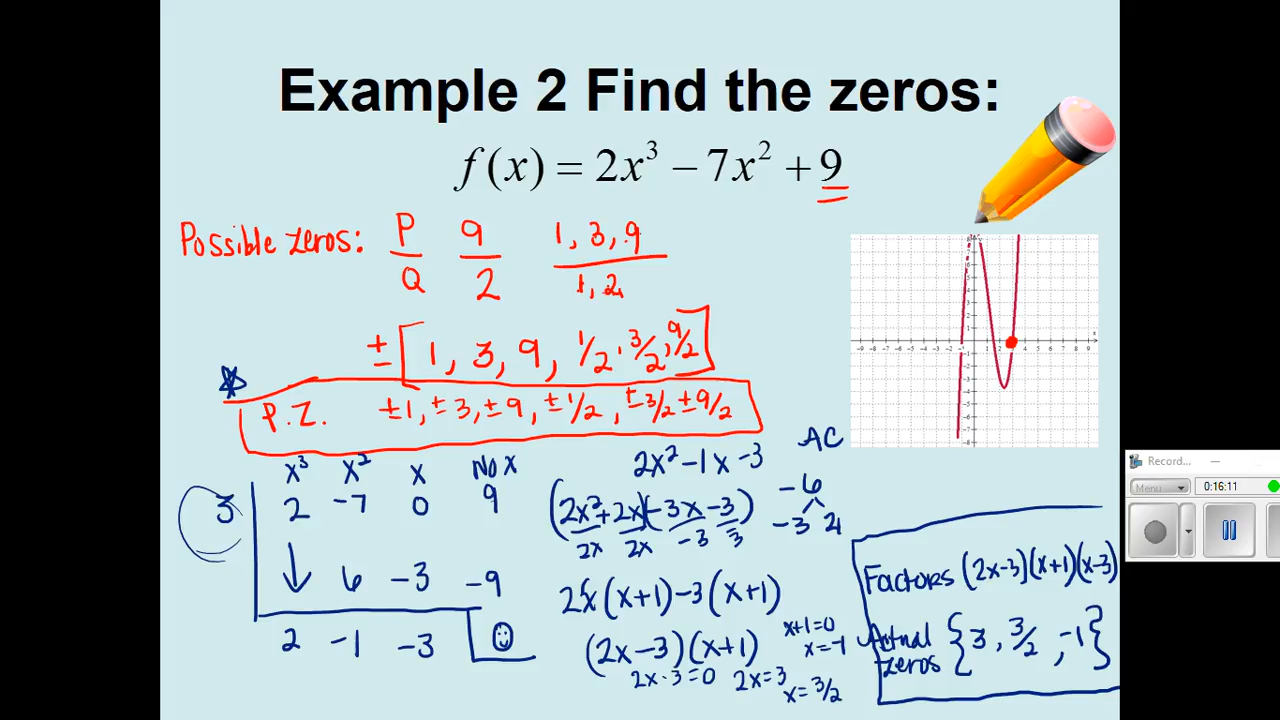 Example 2 Find the zeros:
f(x) = 2x³ − 7x² + 9
Possible zeros: P/Q 9/2 1, 3, 9 / 1, 2
± [1, 3, 9, 1/2, 3/2, 9/2]
P.Z. ±1, ±3, ±9, ±1/2, ±3/2 ±9/2
x³ x² x No x
3 2 -7 0 9
6 -3 -9
2 -1 -3 0
2x² -1x -3
AC
-6
-3 2
(2x² + 2x)(-3x -3)
2x 2x -3 -3
2x(x+1) -3(x+1)
(2x-3)(x+1)
2x-3=0 2x=3
x=3/2
x+1=0
x=-1
Factors (2x-3)(x+1)(x-3)
Actual zeros {3, 3/2, -1}
Record...
Menu
0:16:11